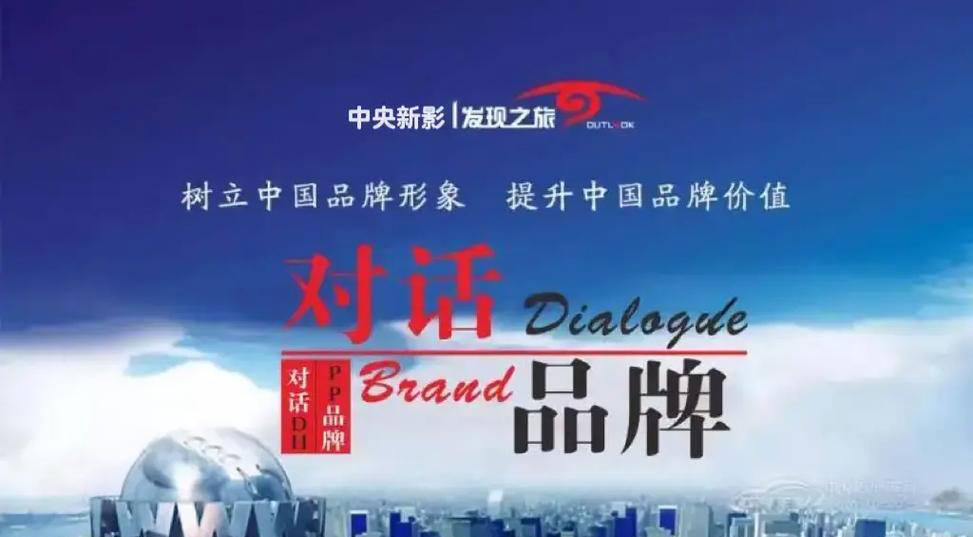 中央新影 | 发现之旅
OUTLOOK
树立中国品牌形象 提升中国品牌价值
对话 Dialogue
Brand 品牌
对话DH
PP品牌
WWW